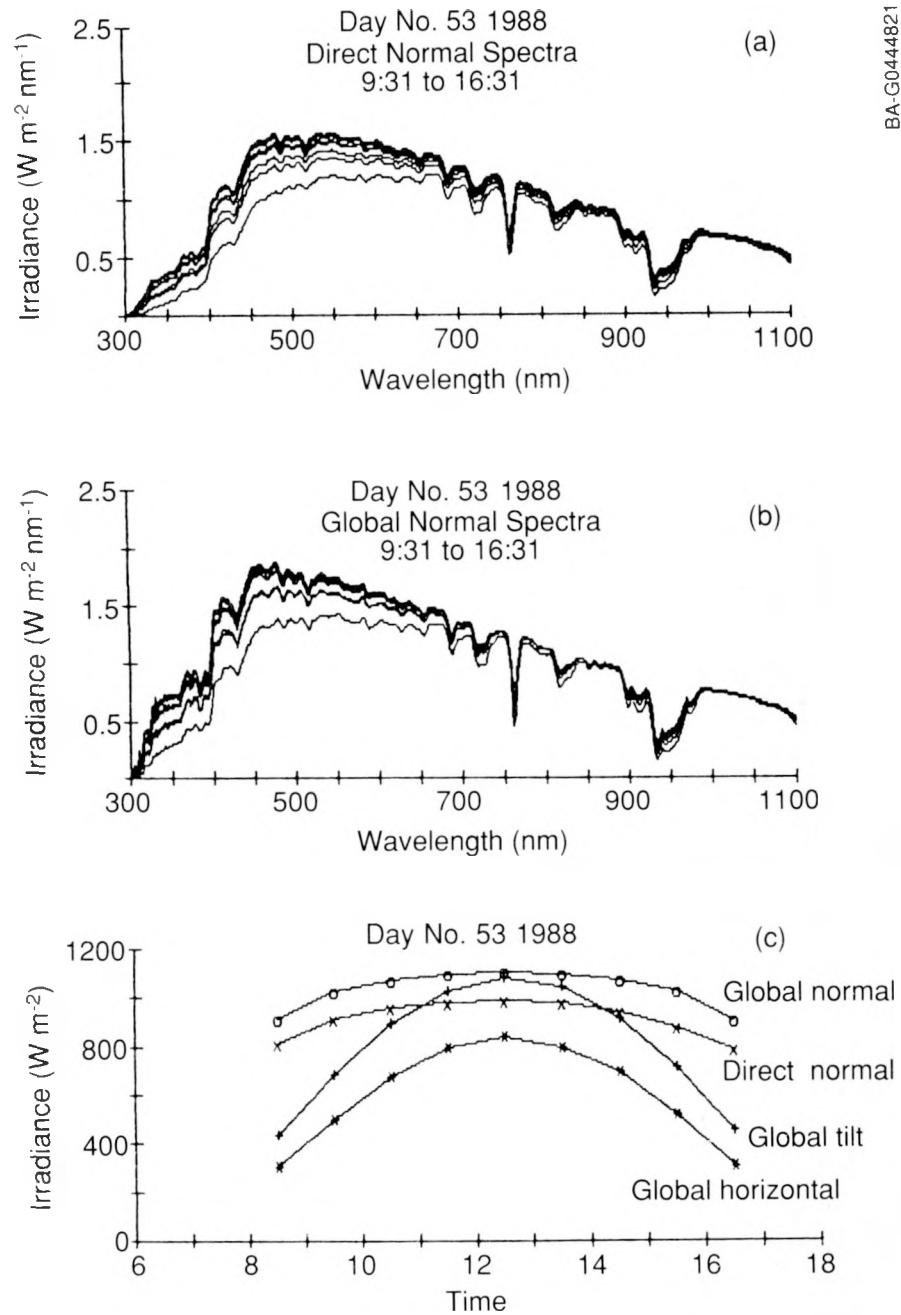 Day No. 53 1988
Direct Normal Spectra
9:31 to 16:31
(a)
BA-G0444821
Irradiance (W m-2 nm-1)
2.5
1.5
0.5
300 500 700 900 1100
Wavelength (nm)
Day No. 53 1988
Global Normal Spectra
9:31 to 16:31
(b)
Irradiance (W m-2 nm-1)
2.5
1.5
0.5
300 500 700 900 1100
Wavelength (nm)
Day No. 53 1988
(c)
Irradiance (W m-2)
1200
800
400
0
Global normal
Direct normal
Global tilt
Global horizontal
6 8 10 12 14 16 18
Time